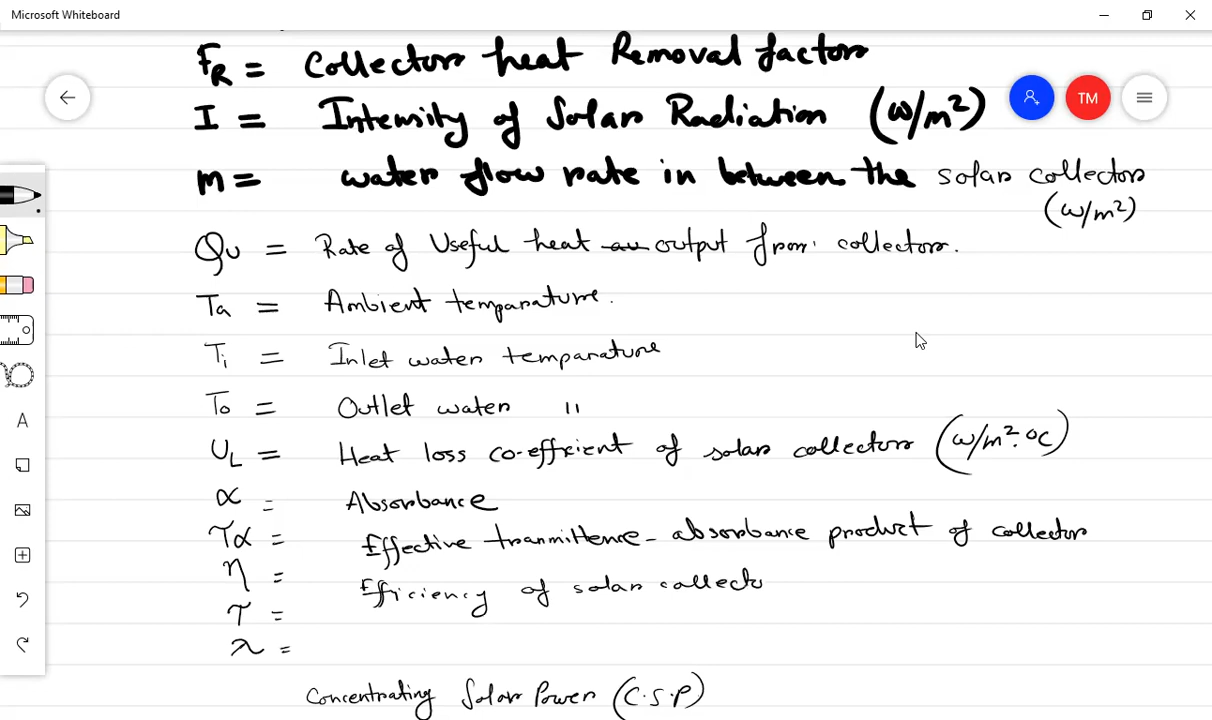 Microsoft Whiteboard
FR = Collector heat Removal factor
I = Intensity of Solar Radiation (W/m²)
TM
m = water flow rate in between the solar collector
(W/m²)
Qu = Rate of Useful heat output from collector.
Ta = Ambient temparature.
Ti = Inlet water temparature
To = Outlet water "
UL = Heat loss co-efficient of solar collector (W/m².°C)
α = Absorbance
τα = Effective tranmittence - absorbance product of collector
η = Efficiency of solar collecto
τ =
λ =
Concentrating Solar Power (C.S.P)
A